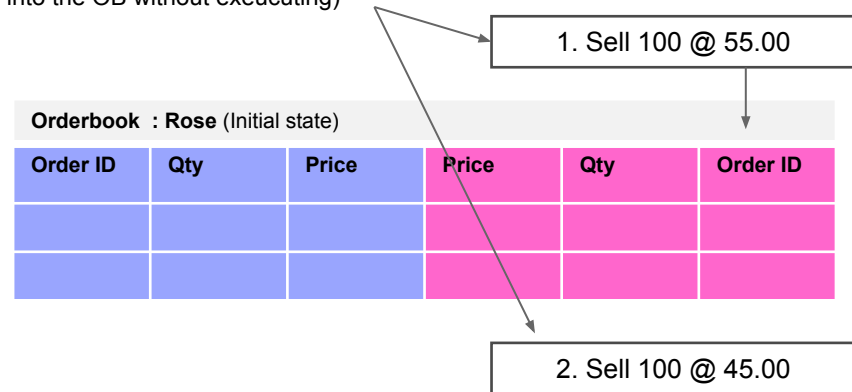 into the OB without exeucuting)
1. Sell 100 @ 55.00
Orderbook : Rose (Initial state)
Order ID Qty Price Price Qty Order ID
2. Sell 100 @ 45.00